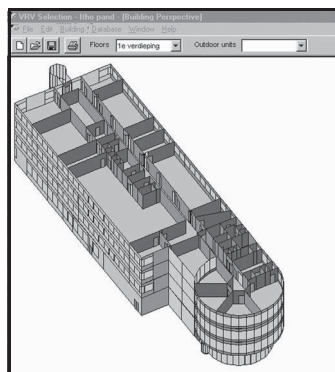 VRV Selection - Itho pand - [Building Perspective]
File Edit Building Database Window Help
Floors 1e verdieping Outdoor units